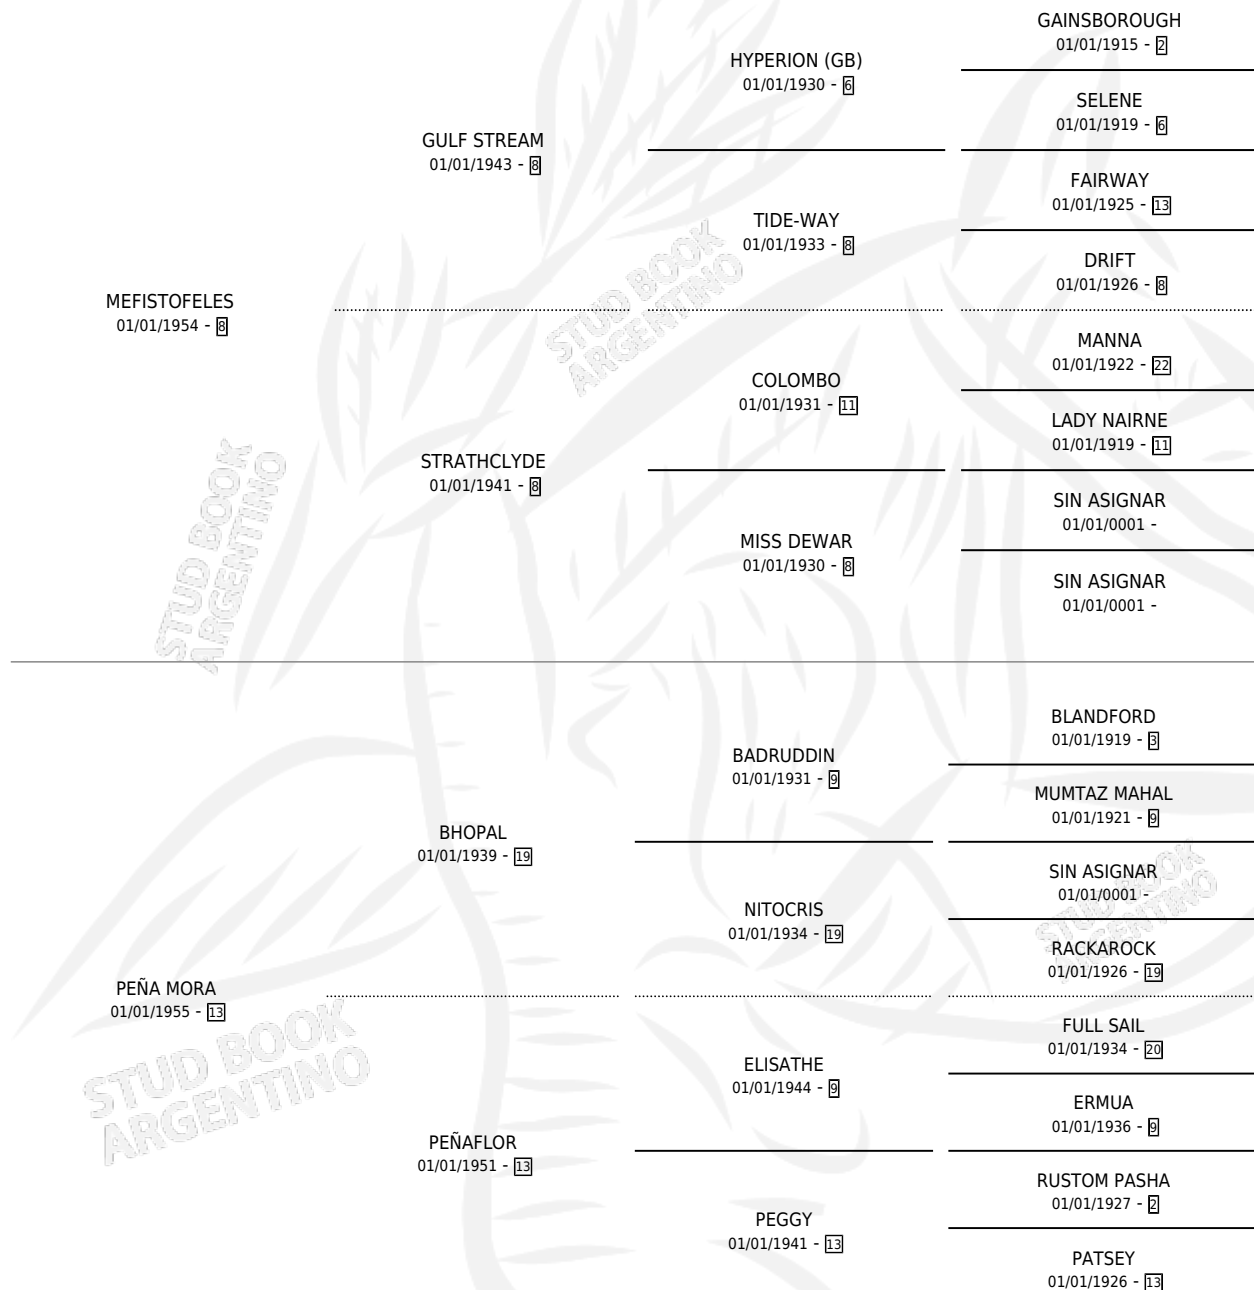 GAINSBOROUGH
01/01/1915 - 2
HYPERION (GB)
01/01/1930 - 6
SELENE
01/01/1919 - 6
GULF STREAM
01/01/1943 - 8
FAIRWAY
01/01/1925 - 13
TIDE-WAY
01/01/1933 - 8
DRIFT
01/01/1926 - 8
MEFISTOFELES
01/01/1954 - 8
MANNA
01/01/1922 - 22
COLOMBO
01/01/1931 - 11
LADY NAIRNE
01/01/1919 - 11
STRATHCLYDE
01/01/1941 - 8
SIN ASIGNAR
01/01/0001 -
MISS DEWAR
01/01/1930 - 8
SIN ASIGNAR
01/01/0001 -
BLANDFORD
01/01/1919 - 3
BADRUDDIN
01/01/1931 - 9
MUMTAZ MAHAL
01/01/1921 - 9
BHOPAL
01/01/1939 - 19
SIN ASIGNAR
01/01/0001 -
NITOCRIS
01/01/1934 - 19
RACKAROCK
01/01/1926 - 19
PEÑA MORA
01/01/1955 - 13
FULL SAIL
01/01/1934 - 20
ELISATHE
01/01/1944 - 9
ERMUA
01/01/1936 - 9
PEÑAFLOR
01/01/1951 - 13
RUSTOM PASHA
01/01/1927 - 2
PEGGY
01/01/1941 - 13
PATSEY
01/01/1926 - 13
STUD BOOK
ARGENTINO
STUD BOOK
ARGENTINO
STUD BOOK
ARGENTINO
STUD BOOK
ARGENTINO